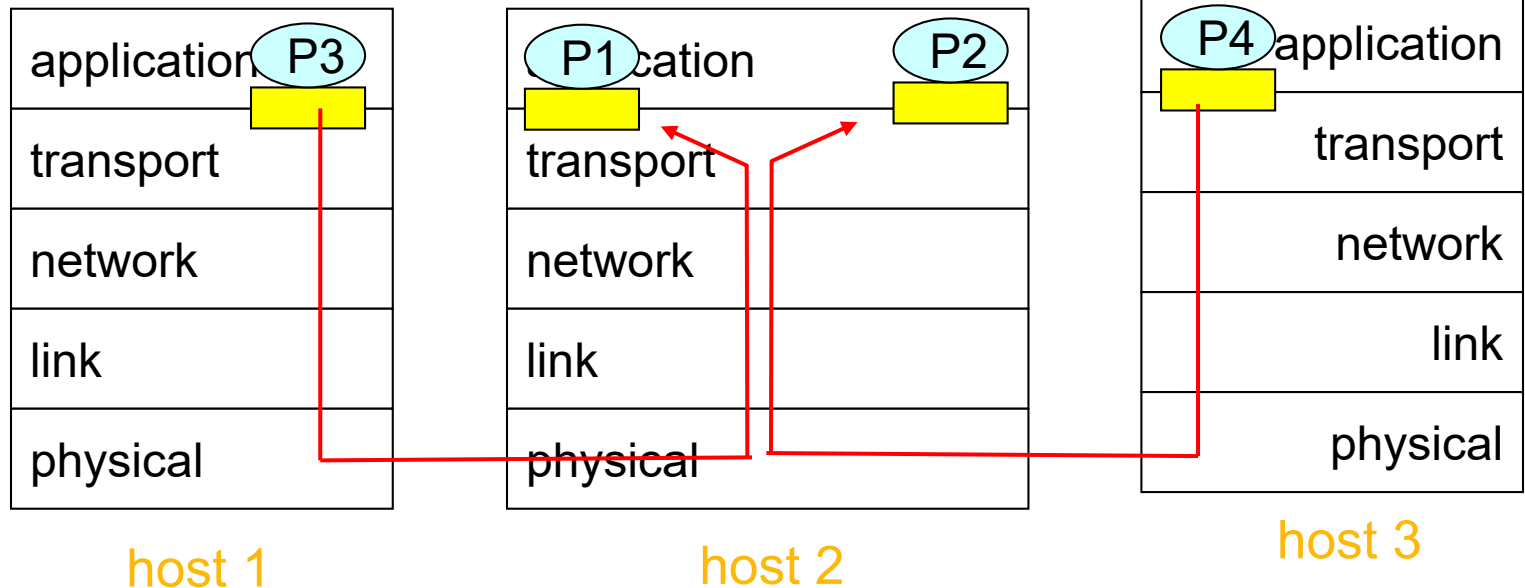 application P3
transport
network
link
physical
host 1
P1 cation P2
transport
network
link
physical
host 2
P4 application
transport
network
link
physical
host 3